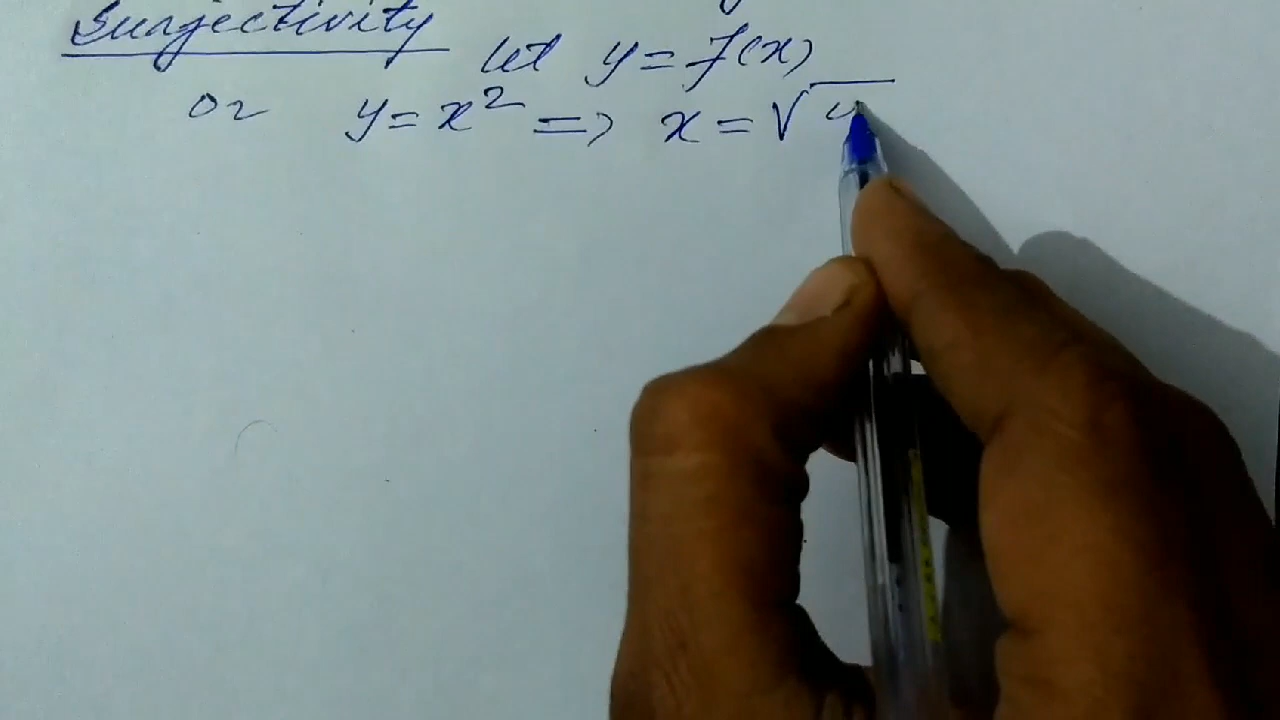 Surjectivity let y = f(x)
or y = x² => x = √